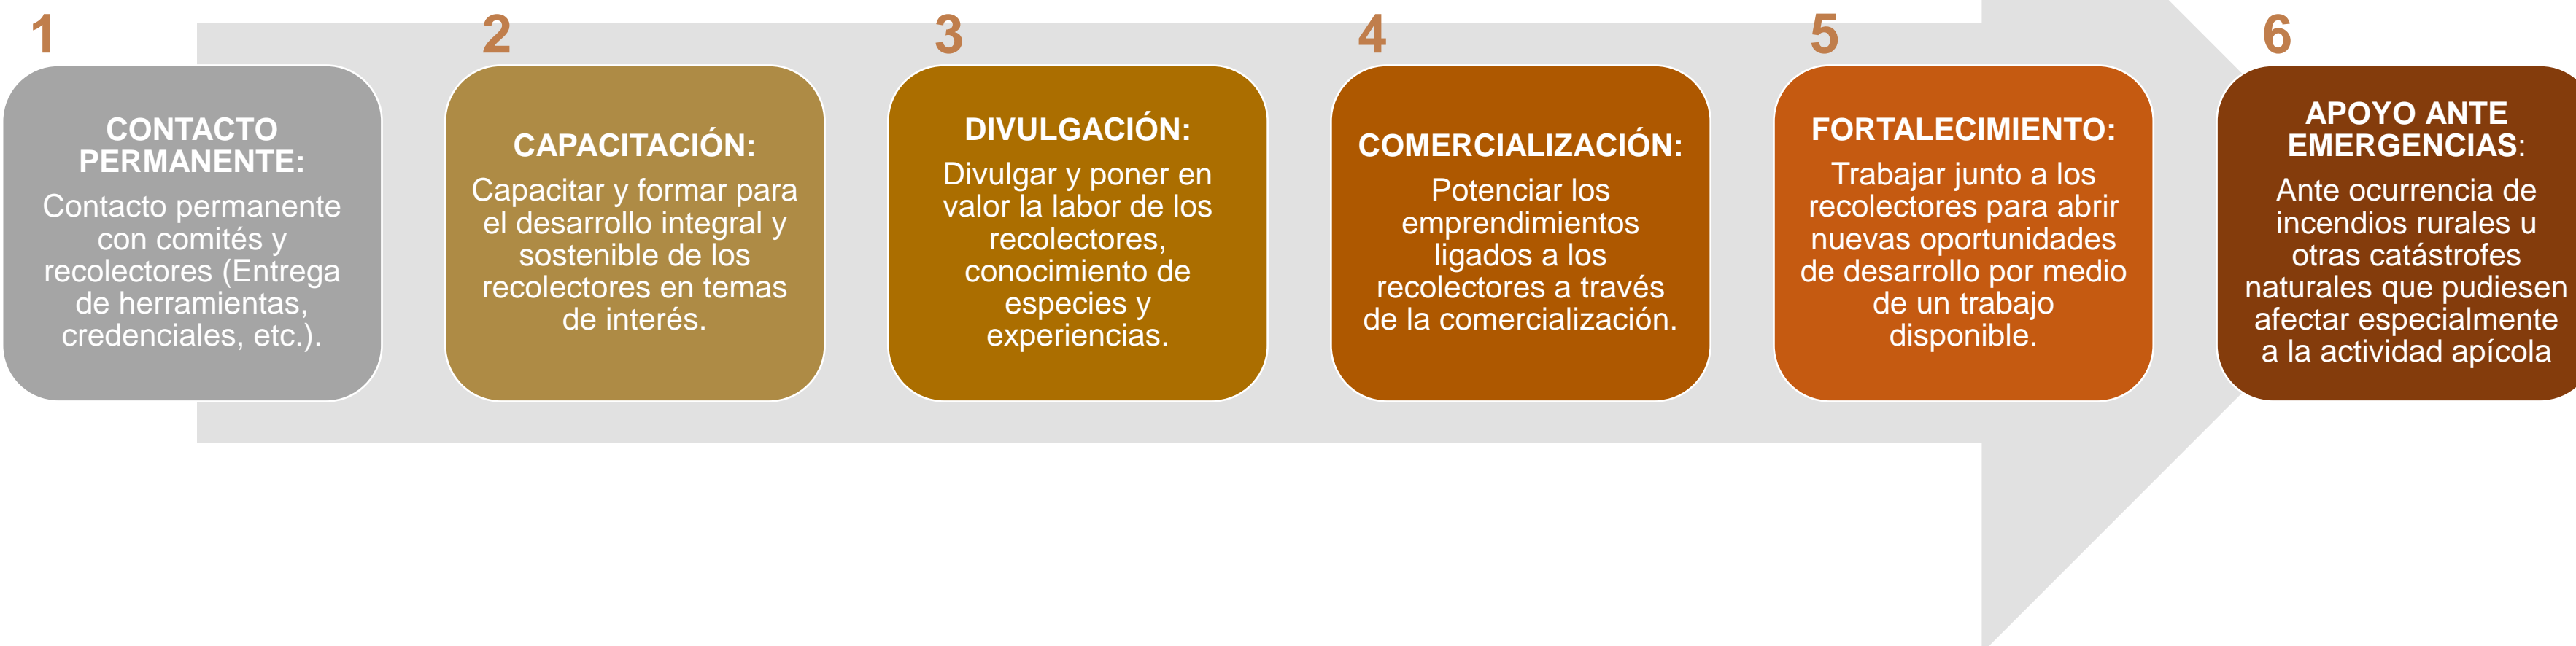 1
CONTACTO
PERMANENTE:
Contacto permanente
con comités y
recolectores (Entrega
de herramientas,
credenciales, etc.).
2
CAPACITACIÓN:
Capacitar y formar para
el desarrollo integral y
sostenible de los
recolectores en temas
de interés.
3
DIVULGACIÓN:
Divulgar y poner en
valor la labor de los
recolectores,
conocimiento de
especies y
experiencias.
4
COMERCIALIZACIÓN:
Potenciar los
emprendimientos
ligados a los
recolectores a través
de la comercialización.
5
FORTALECIMIENTO:
Trabajar junto a los
recolectores para abrir
nuevas oportunidades
de desarrollo por medio
de un trabajo
disponible.
6
APOYO ANTE
EMERGENCIAS:
Ante ocurrencia de
incendios rurales u
otras catástrofes
naturales que pudiesen
afectar especialmente
a la actividad apícola